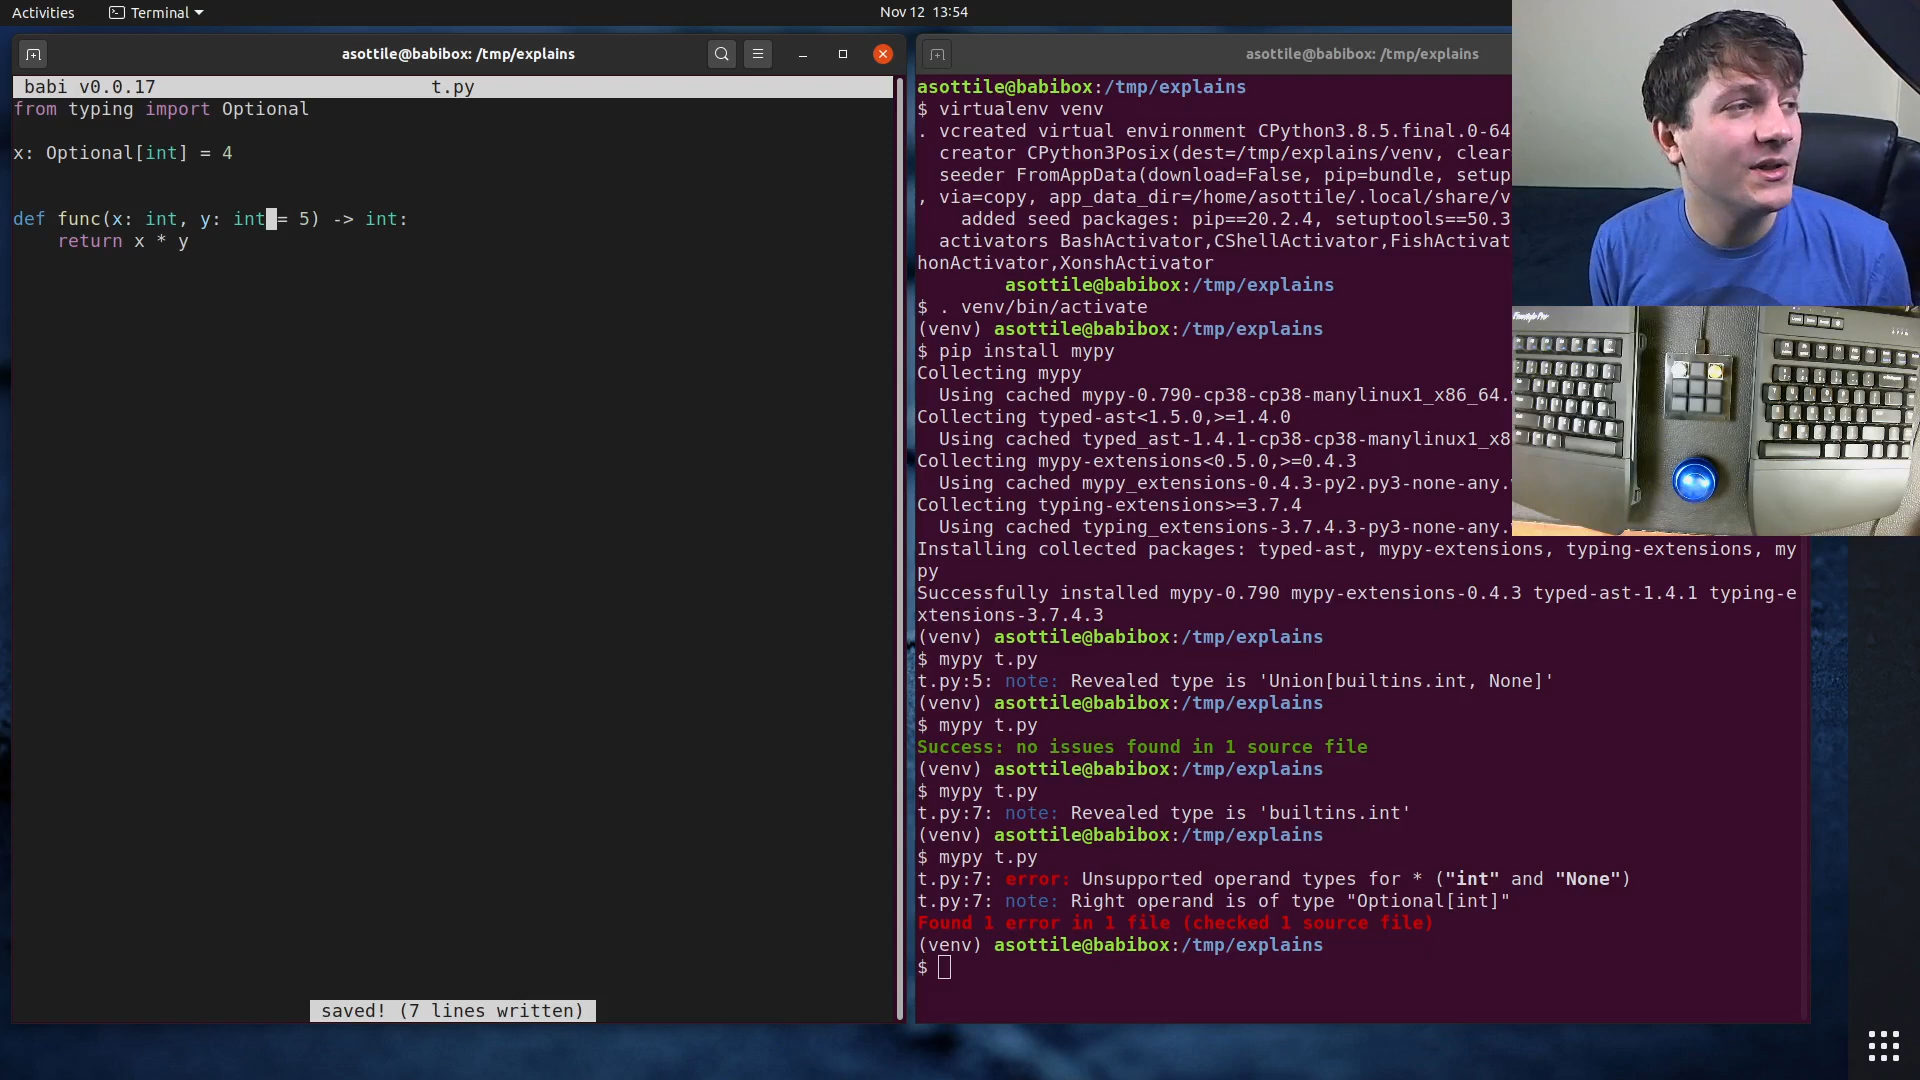 Activities
Terminal
Nov 12 13:54
asottile@babibox: /tmp/explains
babi v0.0.17 t.py
from typing import Optional
x: Optional[int] = 4
def func(x: int, y: int = 5) -> int:
return x * y
saved! (7 lines written)
asottile@babibox: /tmp/explains
asottile@babibox:/tmp/explains
$ virtualenv venv
. vcreated virtual environment CPython3.8.5.final.0-64
creator CPython3Posix(dest=/tmp/explains/venv, clear
seeder FromAppData(download=False, pip=bundle, setup
, via=copy, app_data_dir=/home/asottile/.local/share/v
added seed packages: pip==20.2.4, setuptools==50.3
activators BashActivator,CShellActivator,FishActivat
honActivator,XonshActivator
asottile@babibox:/tmp/explains
$ . venv/bin/activate
(venv) asottile@babibox:/tmp/explains
$ pip install mypy
Collecting mypy
Using cached mypy-0.790-cp38-cp38-manylinux1_x86_64.
Collecting typed-ast<1.5.0,>=1.4.0
Using cached typed_ast-1.4.1-cp38-cp38-manylinux1_x8
Collecting mypy-extensions<0.5.0,>=0.4.3
Using cached mypy_extensions-0.4.3-py2.py3-none-any.
Collecting typing-extensions>=3.7.4
Using cached typing_extensions-3.7.4.3-py3-none-any.
Installing collected packages: typed-ast, mypy-extensions, typing-extensions, my
py
Successfully installed mypy-0.790 mypy-extensions-0.4.3 typed-ast-1.4.1 typing-e
xtensions-3.7.4.3
(venv) asottile@babibox:/tmp/explains
$ mypy t.py
t.py:5: note: Revealed type is 'Union[builtins.int, None]'
(venv) asottile@babibox:/tmp/explains
$ mypy t.py
Success: no issues found in 1 source file
(venv) asottile@babibox:/tmp/explains
$ mypy t.py
t.py:7: note: Revealed type is 'builtins.int'
(venv) asottile@babibox:/tmp/explains
$ mypy t.py
t.py:7: error: Unsupported operand types for * ("int" and "None")
t.py:7: note: Right operand is of type "Optional[int]"
Found 1 error in 1 file (checked 1 source file)
(venv) asottile@babibox:/tmp/explains
$
Freestyle Pro